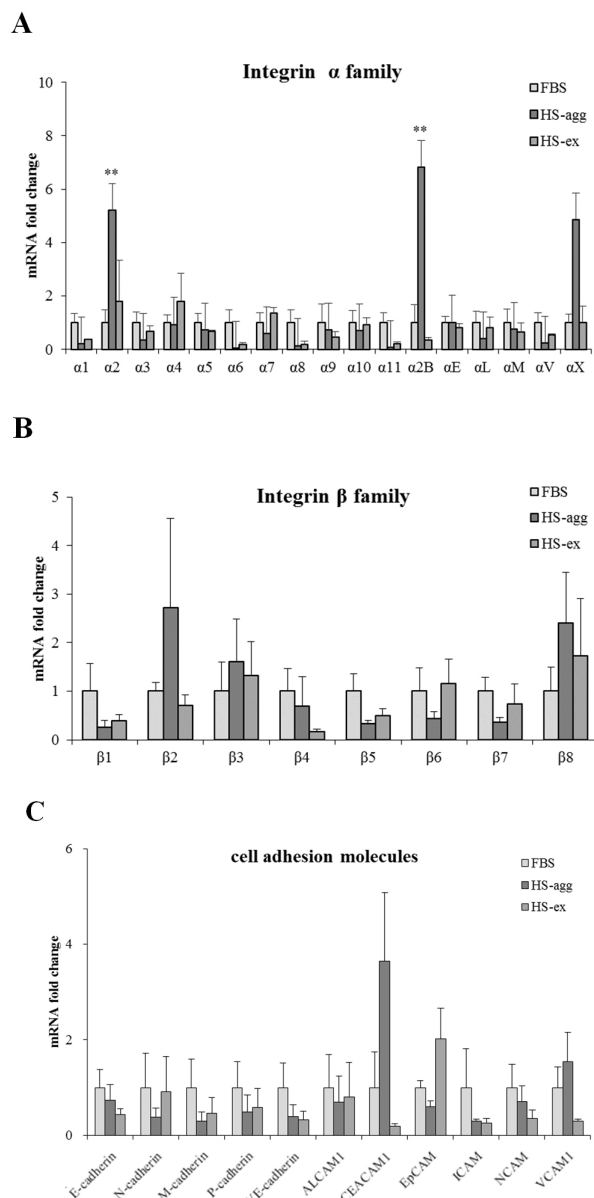 A
Integrin α family
FBS
HS-agg
HS-ex
mRNA fold change
10
8
6
4
2
0
**
**
α1 α2 α3 α4 α5 α6 α7 α8 α9 α10 α11 α2B αE αL αM αV αX
B
Integrin β family
FBS
HS-agg
HS-ex
mRNA fold change
5
4
3
2
1
0
β1 β2 β3 β4 β5 β6 β7 β8
C
cell adhesion molecules
FBS
HS-agg
HS-ex
mRNA fold change
6
4
2
0
E-cadherin N-cadherin M-cadherin P-cadherin VE-cadherin ALCAM1 CEACAM1 EpCAM ICAM NCAM VCAM1